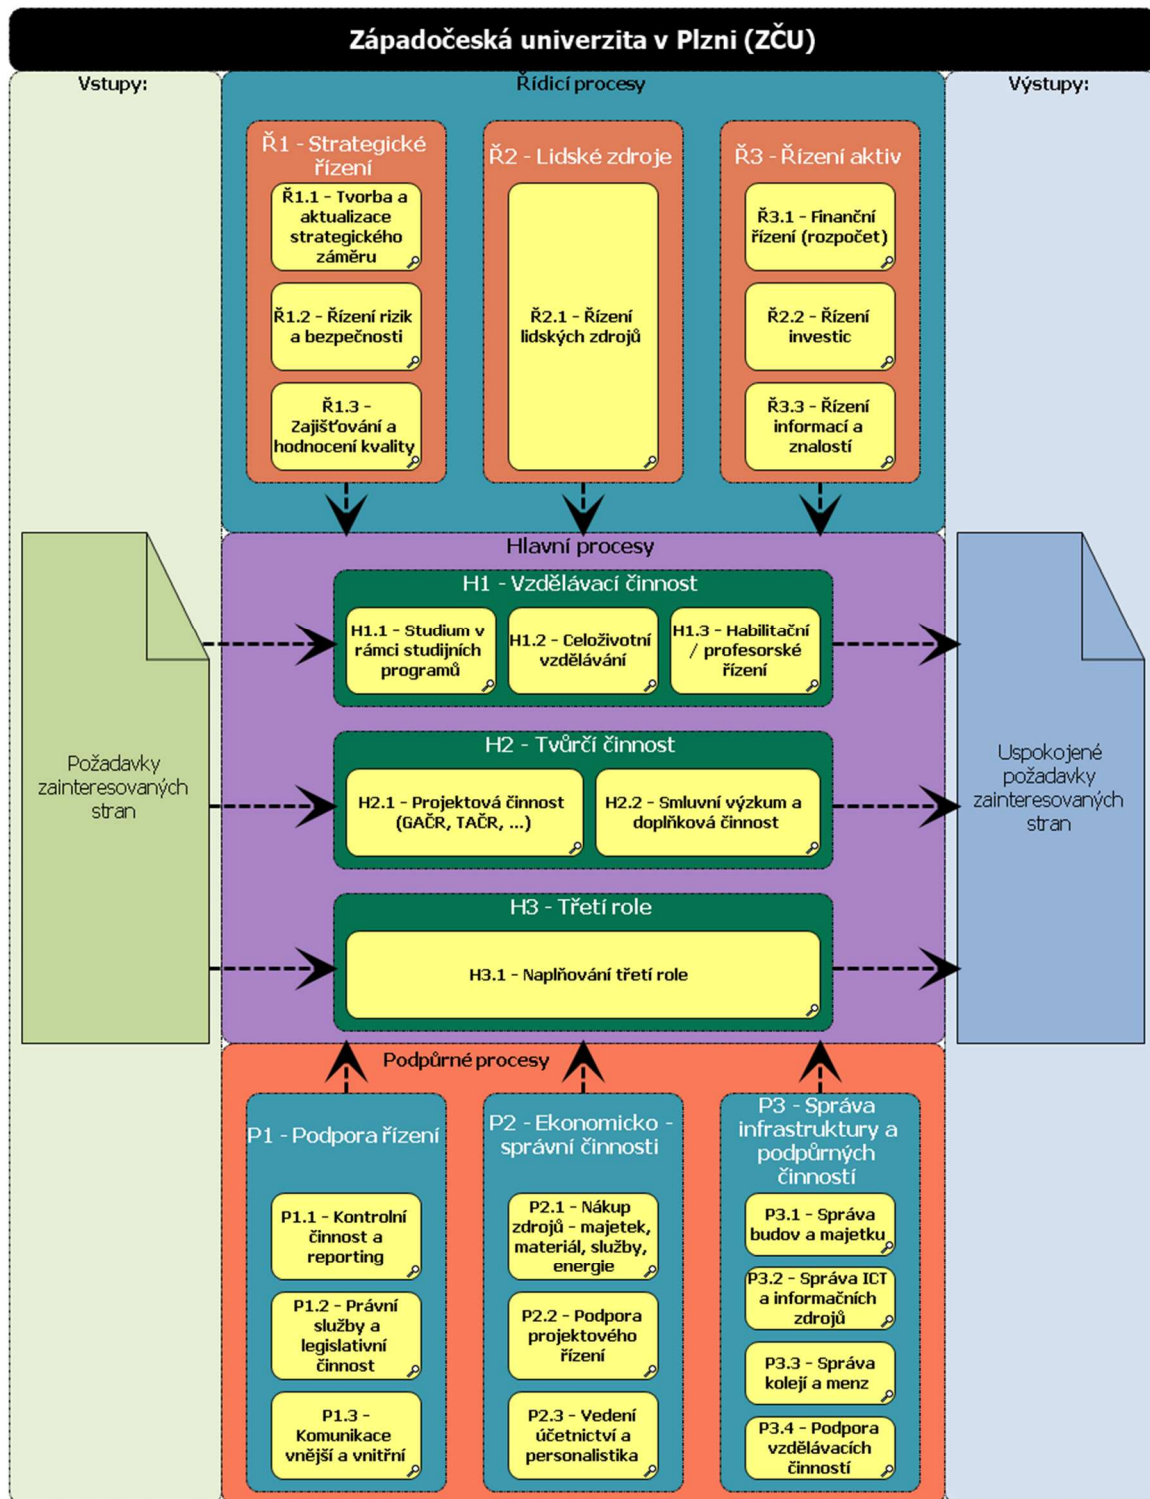 Západočeská univerzita v Plzni (ZČU)
Vstupy:
Řídicí procesy
Výstupy:
Ř1 - Strategické
řízení
Ř1.1 - Tvorba a
aktualizace
strategického
záměru
Ř1.2 - Řízení rizik
a bezpečnosti
Ř1.3 -
Zajišťování a
hodnocení kvality
Ř2 - Lidské zdroje
Ř2.1 - Řízení
lidských zdrojů
Ř3 - Řízení aktiv
Ř3.1 - Finanční
řízení (rozpočet)
Ř2.2 - Řízení
investic
Ř3.3 - Řízení
informací a
znalostí
Požadavky
zainteresovaných
stran
Hlavní procesy
H1 - Vzdělávací činnost
H1.1 - Studium v
rámci studijních
programů
H1.2 - Celoživotní
vzdělávání
H1.3 - Habilitační
/ profesorské
řízení
H2 - Tvůrčí činnost
H2.1 - Projektová činnost
(GAČR, TAČR, ...)
H2.2 - Smluvní výzkum a
doplňková činnost
H3 - Třetí role
H3.1 - Naplňování třetí role
Uspokojené
požadavky
zainteresovaných
stran
Podpůrné procesy
P1 - Podpora řízení
P1.1 - Kontrolní
činnost a
reporting
P1.2 - Právní
služby a
legislativní
činnost
P1.3 -
Komunikace
vnější a vnitřní
P2 - Ekonomicko -
správní činnosti
P2.1 - Nákup
zdrojů - majetek,
materiál, služby,
energie
P2.2 - Podpora
projektového
řízení
P2.3 - Vedení
účetnictví a
personalistika
P3 - Správa
infrastruktury a
podpůrných
činností
P3.1 - Správa
budov a majetku
P3.2 - Správa ICT
a informačních
zdrojů
P3.3 - Správa
kolejí a menz
P3.4 - Podpora
vzdělávacích
činností